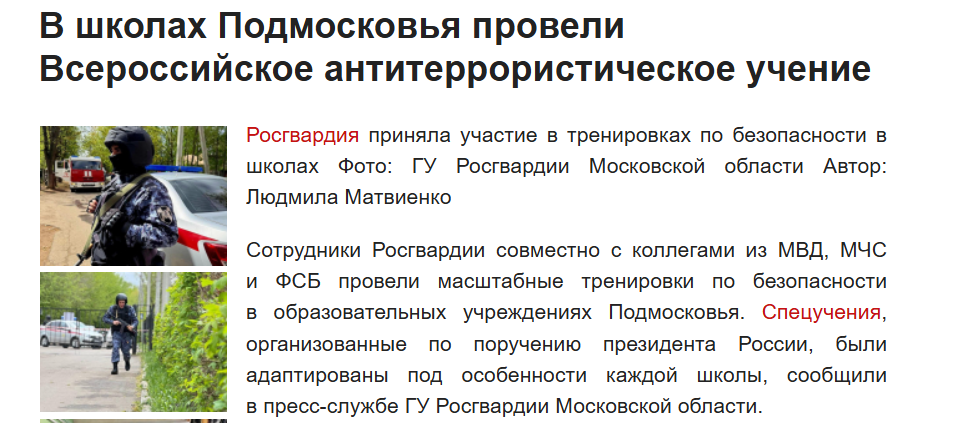 В школах Подмосковья провели
Всероссийское антитеррористическое учение
Росгвардия приняла участие в тренировках по безопасности в
школах Фото: ГУ Росгвардии Московской области Автор:
Людмила Матвиенко
Сотрудники Росгвардии совместно с коллегами из МВД, МЧС
и ФСБ провели масштабные тренировки по безопасности
в образовательных учреждениях Подмосковья. Спецучения,
организованные по поручению президента России, были
адаптированы под особенности каждой школы, сообщили
в пресс-службе ГУ Росгвардии Московской области.